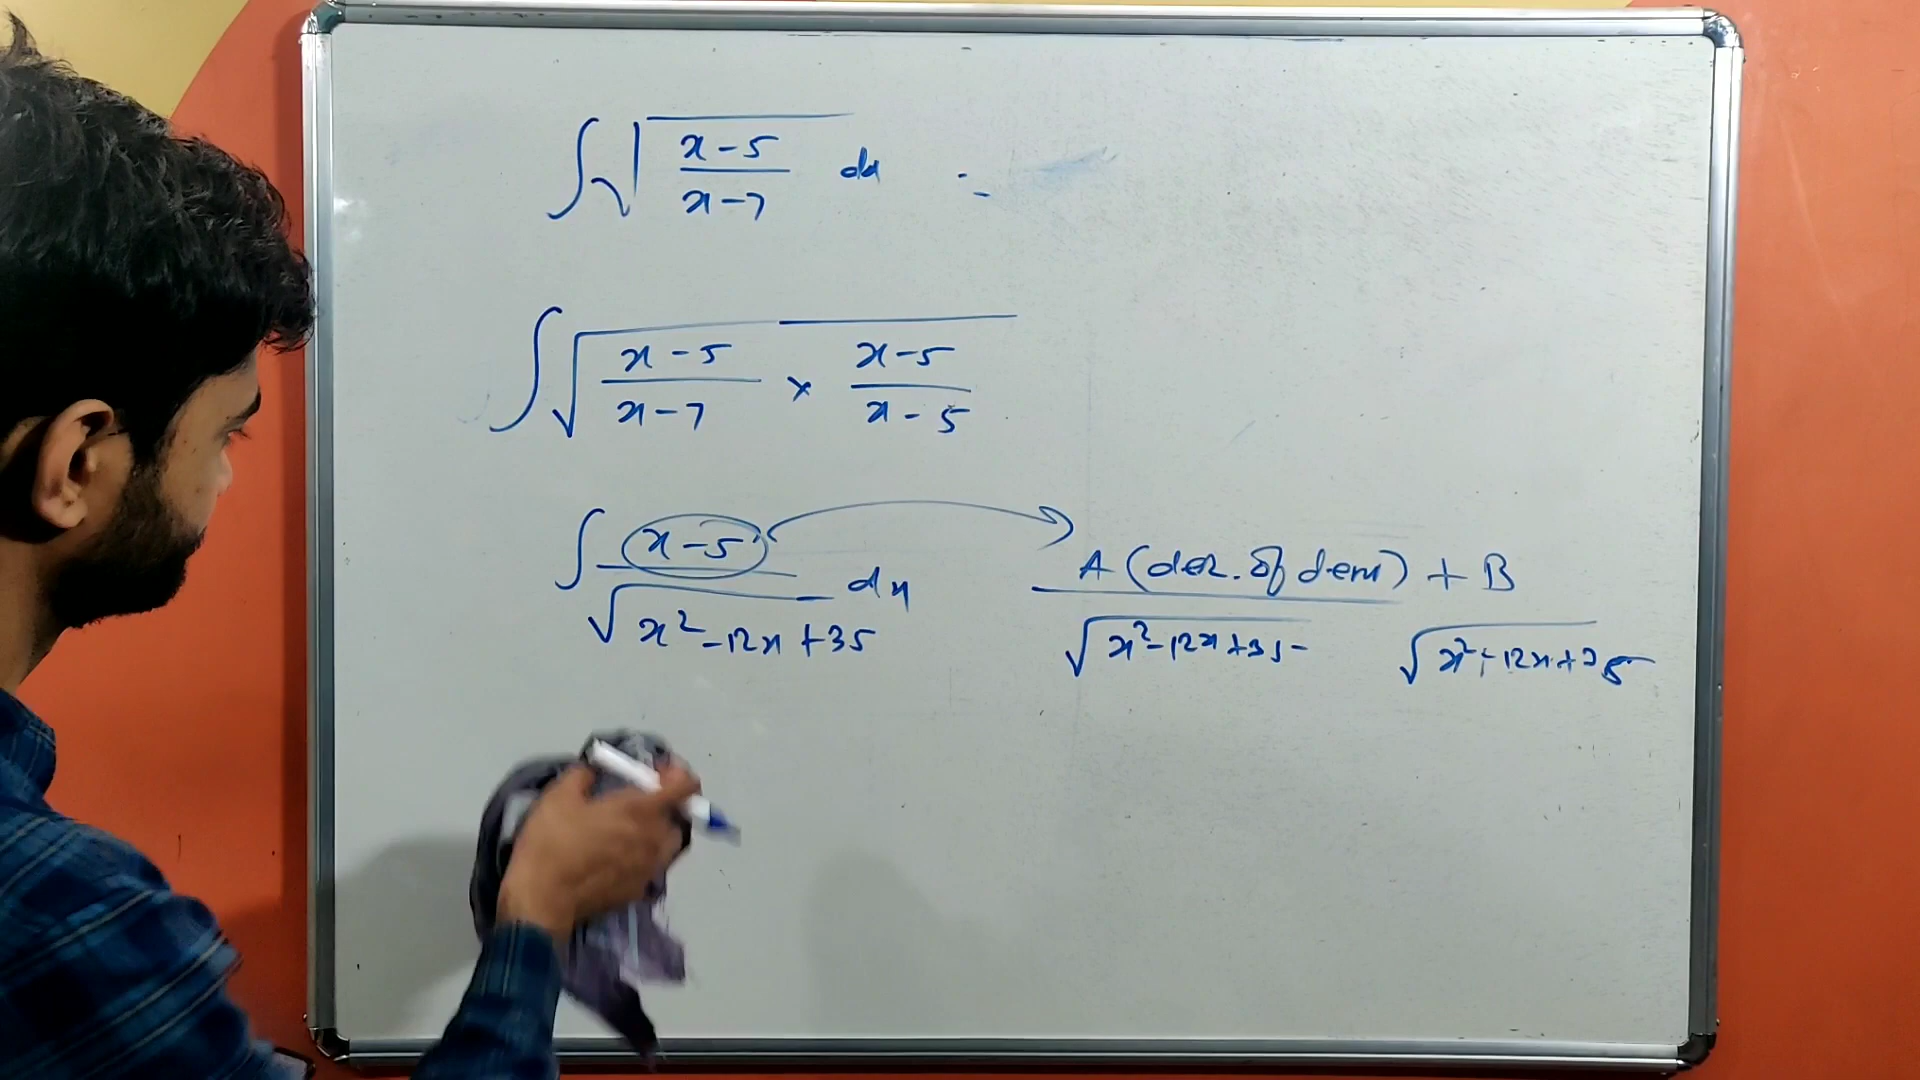 ∫√((x-5)/(x-7)) dx :-
∫√((x-5)/(x-7) × (x-5)/(x-5))
∫ (x-5)/√(x²-12x+35) dx → A(der. of den)/√(x²-12x+35) + B/√(x²-12x+35)